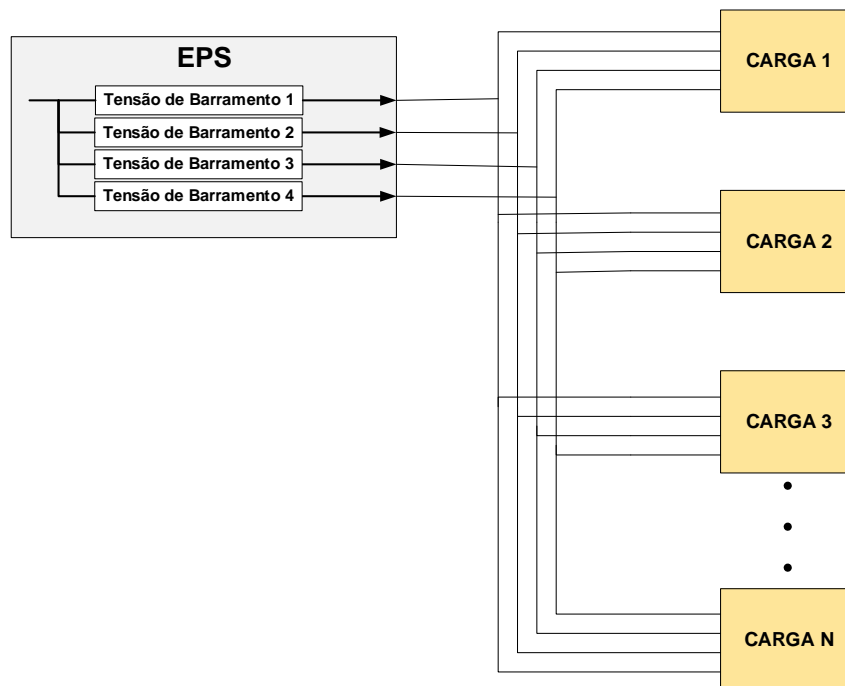 EPS
Tensão de Barramento 1
Tensão de Barramento 2
Tensão de Barramento 3
Tensão de Barramento 4
CARGA 1
CARGA 2
CARGA 3
CARGA N